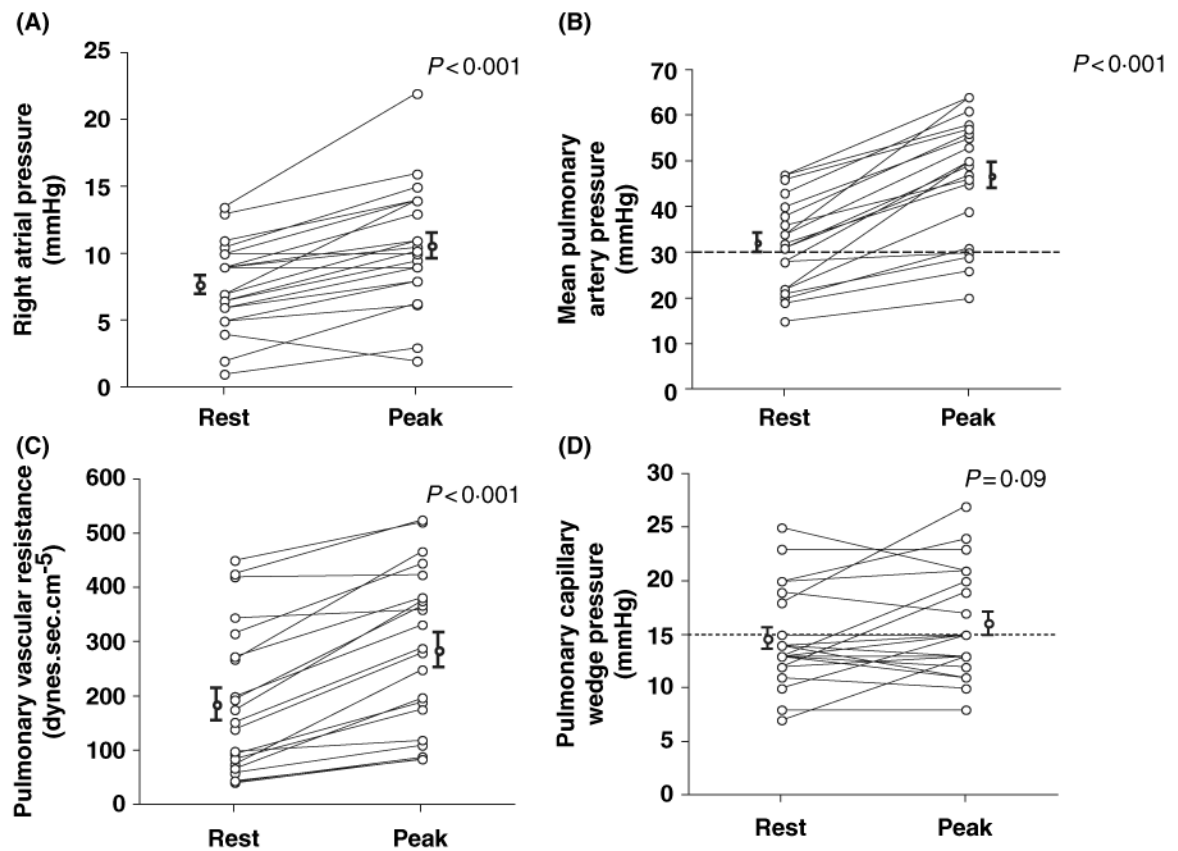 (A)
Right atrial pressure
(mmHg)
25
20
15
10
5
0
P<0·001
Rest
Peak
(B)
Mean pulmonary
artery pressure
(mmHg)
70
60
50
40
30
20
10
0
P<0·001
Rest
Peak
(C)
Pulmonary vascular resistance
(dynes.sec.cm-5)
600
500
400
300
200
100
0
P<0·001
Rest
Peak
(D)
Pulmonary capillary
wedge pressure
(mmHg)
30
25
20
15
10
5
0
P=0·09
Rest
Peak